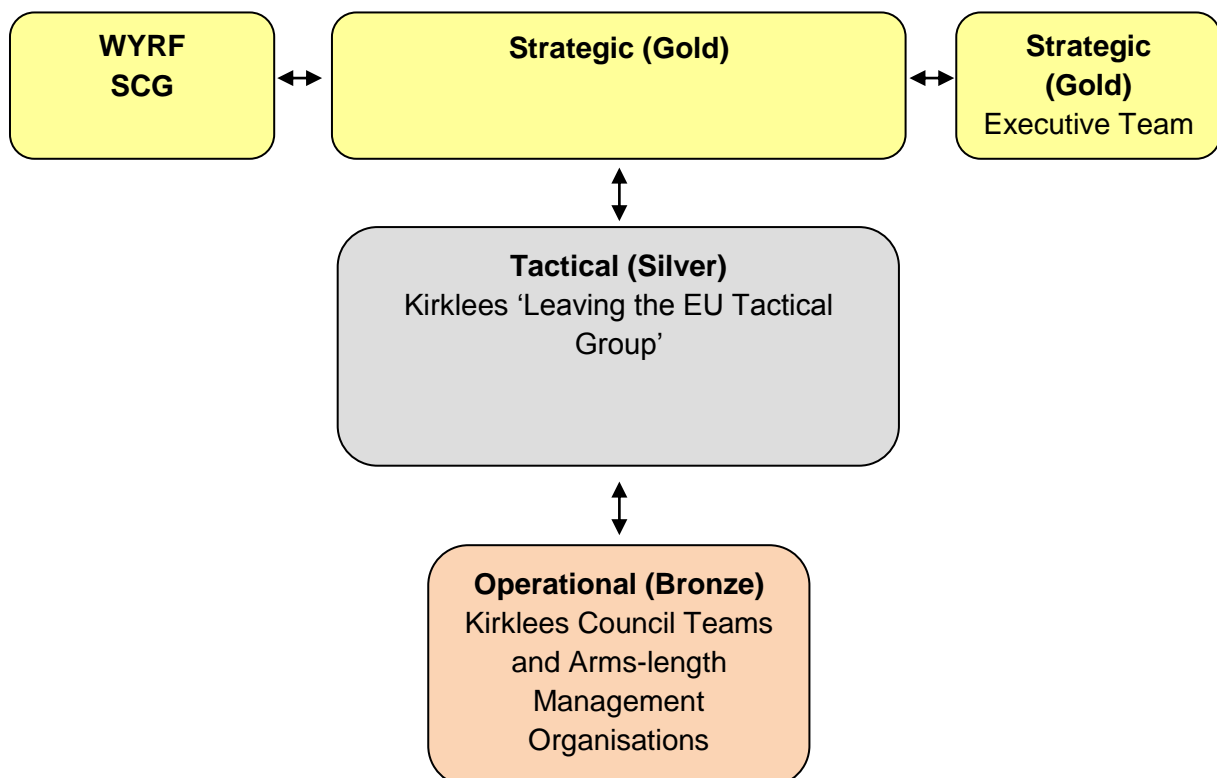 WYRF
SCG
Strategic (Gold)
Strategic
(Gold)
Executive Team
Tactical (Silver)
Kirklees ‘Leaving the EU Tactical
Group’
Operational (Bronze)
Kirklees Council Teams
and Arms-length
Management
Organisations